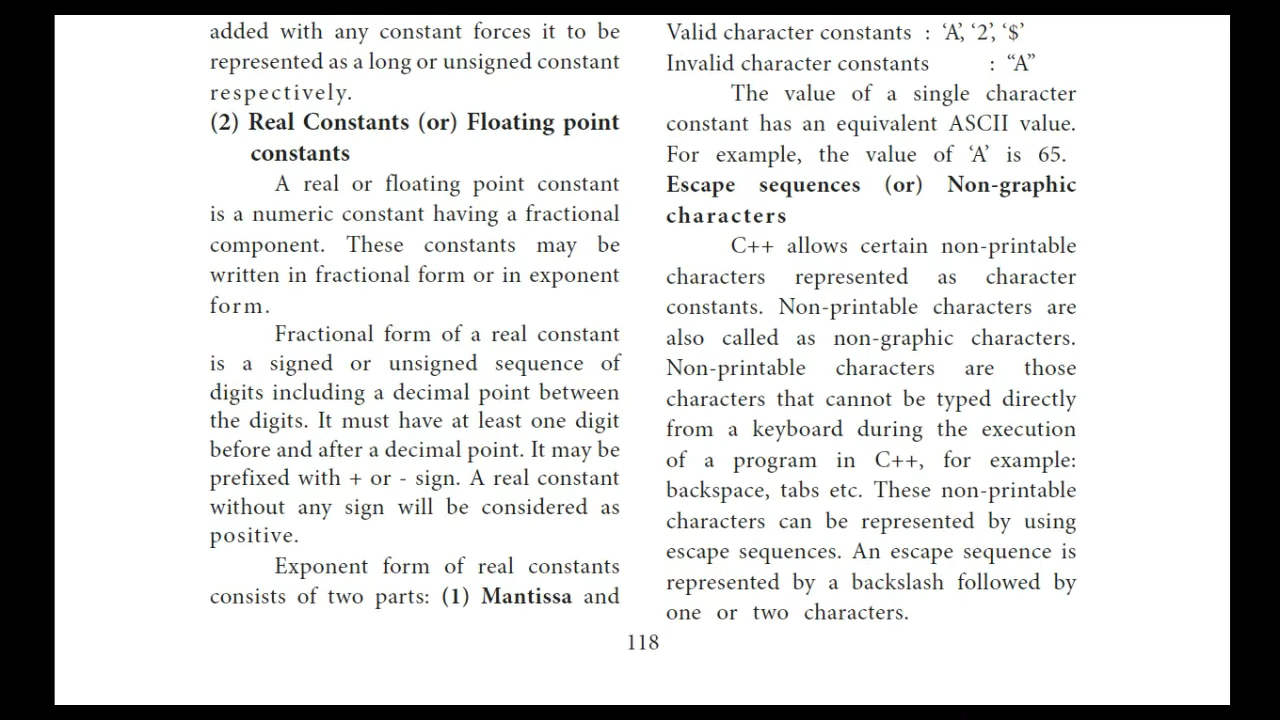 added with any constant forces it to be
represented as a long or unsigned constant
respectively.
(2) Real Constants (or) Floating point
constants
A real or floating point constant
is a numeric constant having a fractional
component. These constants may be
written in fractional form or in exponent
form.
Fractional form of a real constant
is a signed or unsigned sequence of
digits including a decimal point between
the digits. It must have at least one digit
before and after a decimal point. It may be
prefixed with + or - sign. A real constant
without any sign will be considered as
positive.
Exponent form of real constants
consists of two parts: (1) Mantissa and
Valid character constants : ‘A’, ‘2’, ‘$’
Invalid character constants : “A”
The value of a single character
constant has an equivalent ASCII value.
For example, the value of ‘A’ is 65.
Escape sequences (or) Non-graphic
characters
C++ allows certain non-printable
characters represented as character
constants. Non-printable characters are
also called as non-graphic characters.
Non-printable characters are those
characters that cannot be typed directly
from a keyboard during the execution
of a program in C++, for example:
backspace, tabs etc. These non-printable
characters can be represented by using
escape sequences. An escape sequence is
represented by a backslash followed by
one or two characters.
118